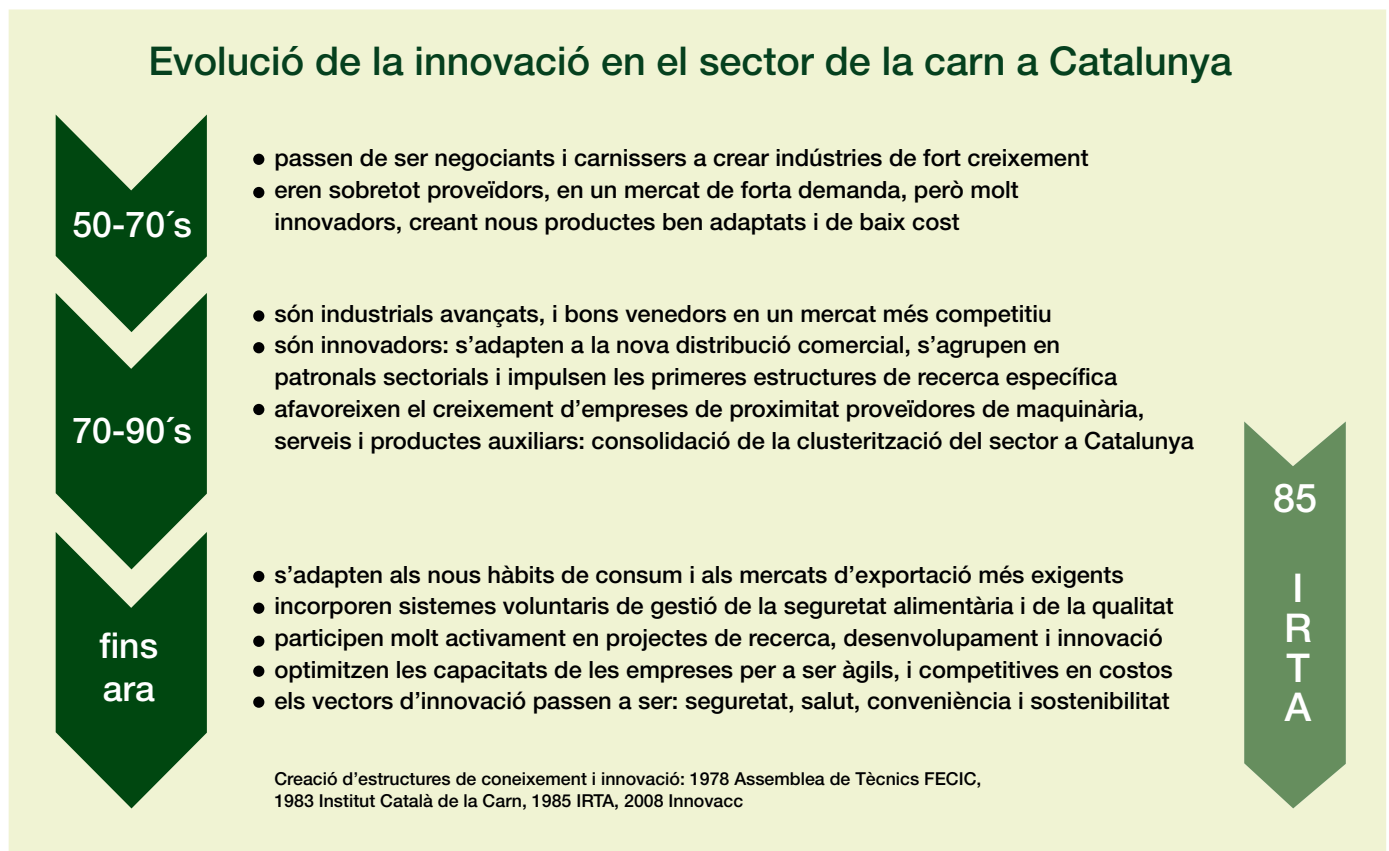 Evolució de la innovació en el sector de la carn a Catalunya
50-70´s
• passen de ser negociants i carnissers a crear indústries de fort creixement
• eren sobretot proveïdors, en un mercat de forta demanda, però molt
innovadors, creant nous productes ben adaptats i de baix cost
70-90´s
• són industrials avançats, i bons venedors en un mercat més competitiu
• són innovadors: s’adapten a la nova distribució comercial, s’agrupen en
patronals sectorials i impulsen les primeres estructures de recerca específica
• afavoreixen el creixement d’empreses de proximitat proveïdores de maquinària,
serveis i productes auxiliars: consolidació de la clusterització del sector a Catalunya
fins
ara
• s’adapten als nous hàbits de consum i als mercats d’exportació més exigents
• incorporen sistemes voluntaris de gestió de la seguretat alimentària i de la qualitat
• participen molt activament en projectes de recerca, desenvolupament i innovació
• optimitzen les capacitats de les empreses per a ser àgils, i competitives en costos
• els vectors d’innovació passen a ser: seguretat, salut, conveniència i sostenibilitat
85
I
R
T
A
Creació d’estructures de coneixement i innovació: 1978 Assemblea de Tècnics FECIC,
1983 Institut Català de la Carn, 1985 IRTA, 2008 Innovacc